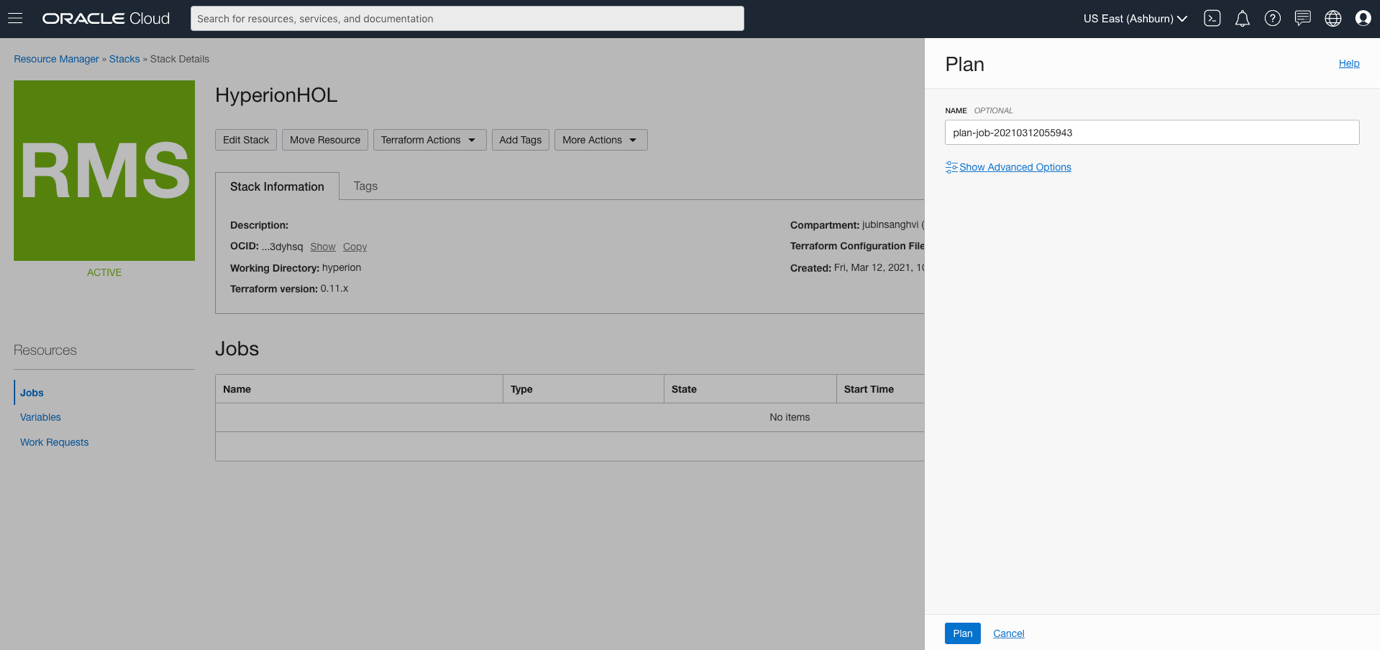 ORACLE Cloud
Search for resources, services, and documentation
US East (Ashburn)
Resource Manager » Stacks » Stack Details
RMS
ACTIVE
HyperionHOL
Edit Stack
Move Resource
Terraform Actions
Add Tags
More Actions
Stack Information
Tags
Description:
OCID: ...3dyhsq Show Copy
Working Directory: hyperion
Terraform version: 0.11.x
Compartment: jubinsanghvi (
Terraform Configuration File
Created: Fri, Mar 12, 2021, 10
Resources
Jobs
Variables
Work Requests
Jobs
Name Type State Start Time
No items
Plan
Help
NAME OPTIONAL
plan-job-20210312055943
Show Advanced Options
Plan
Cancel